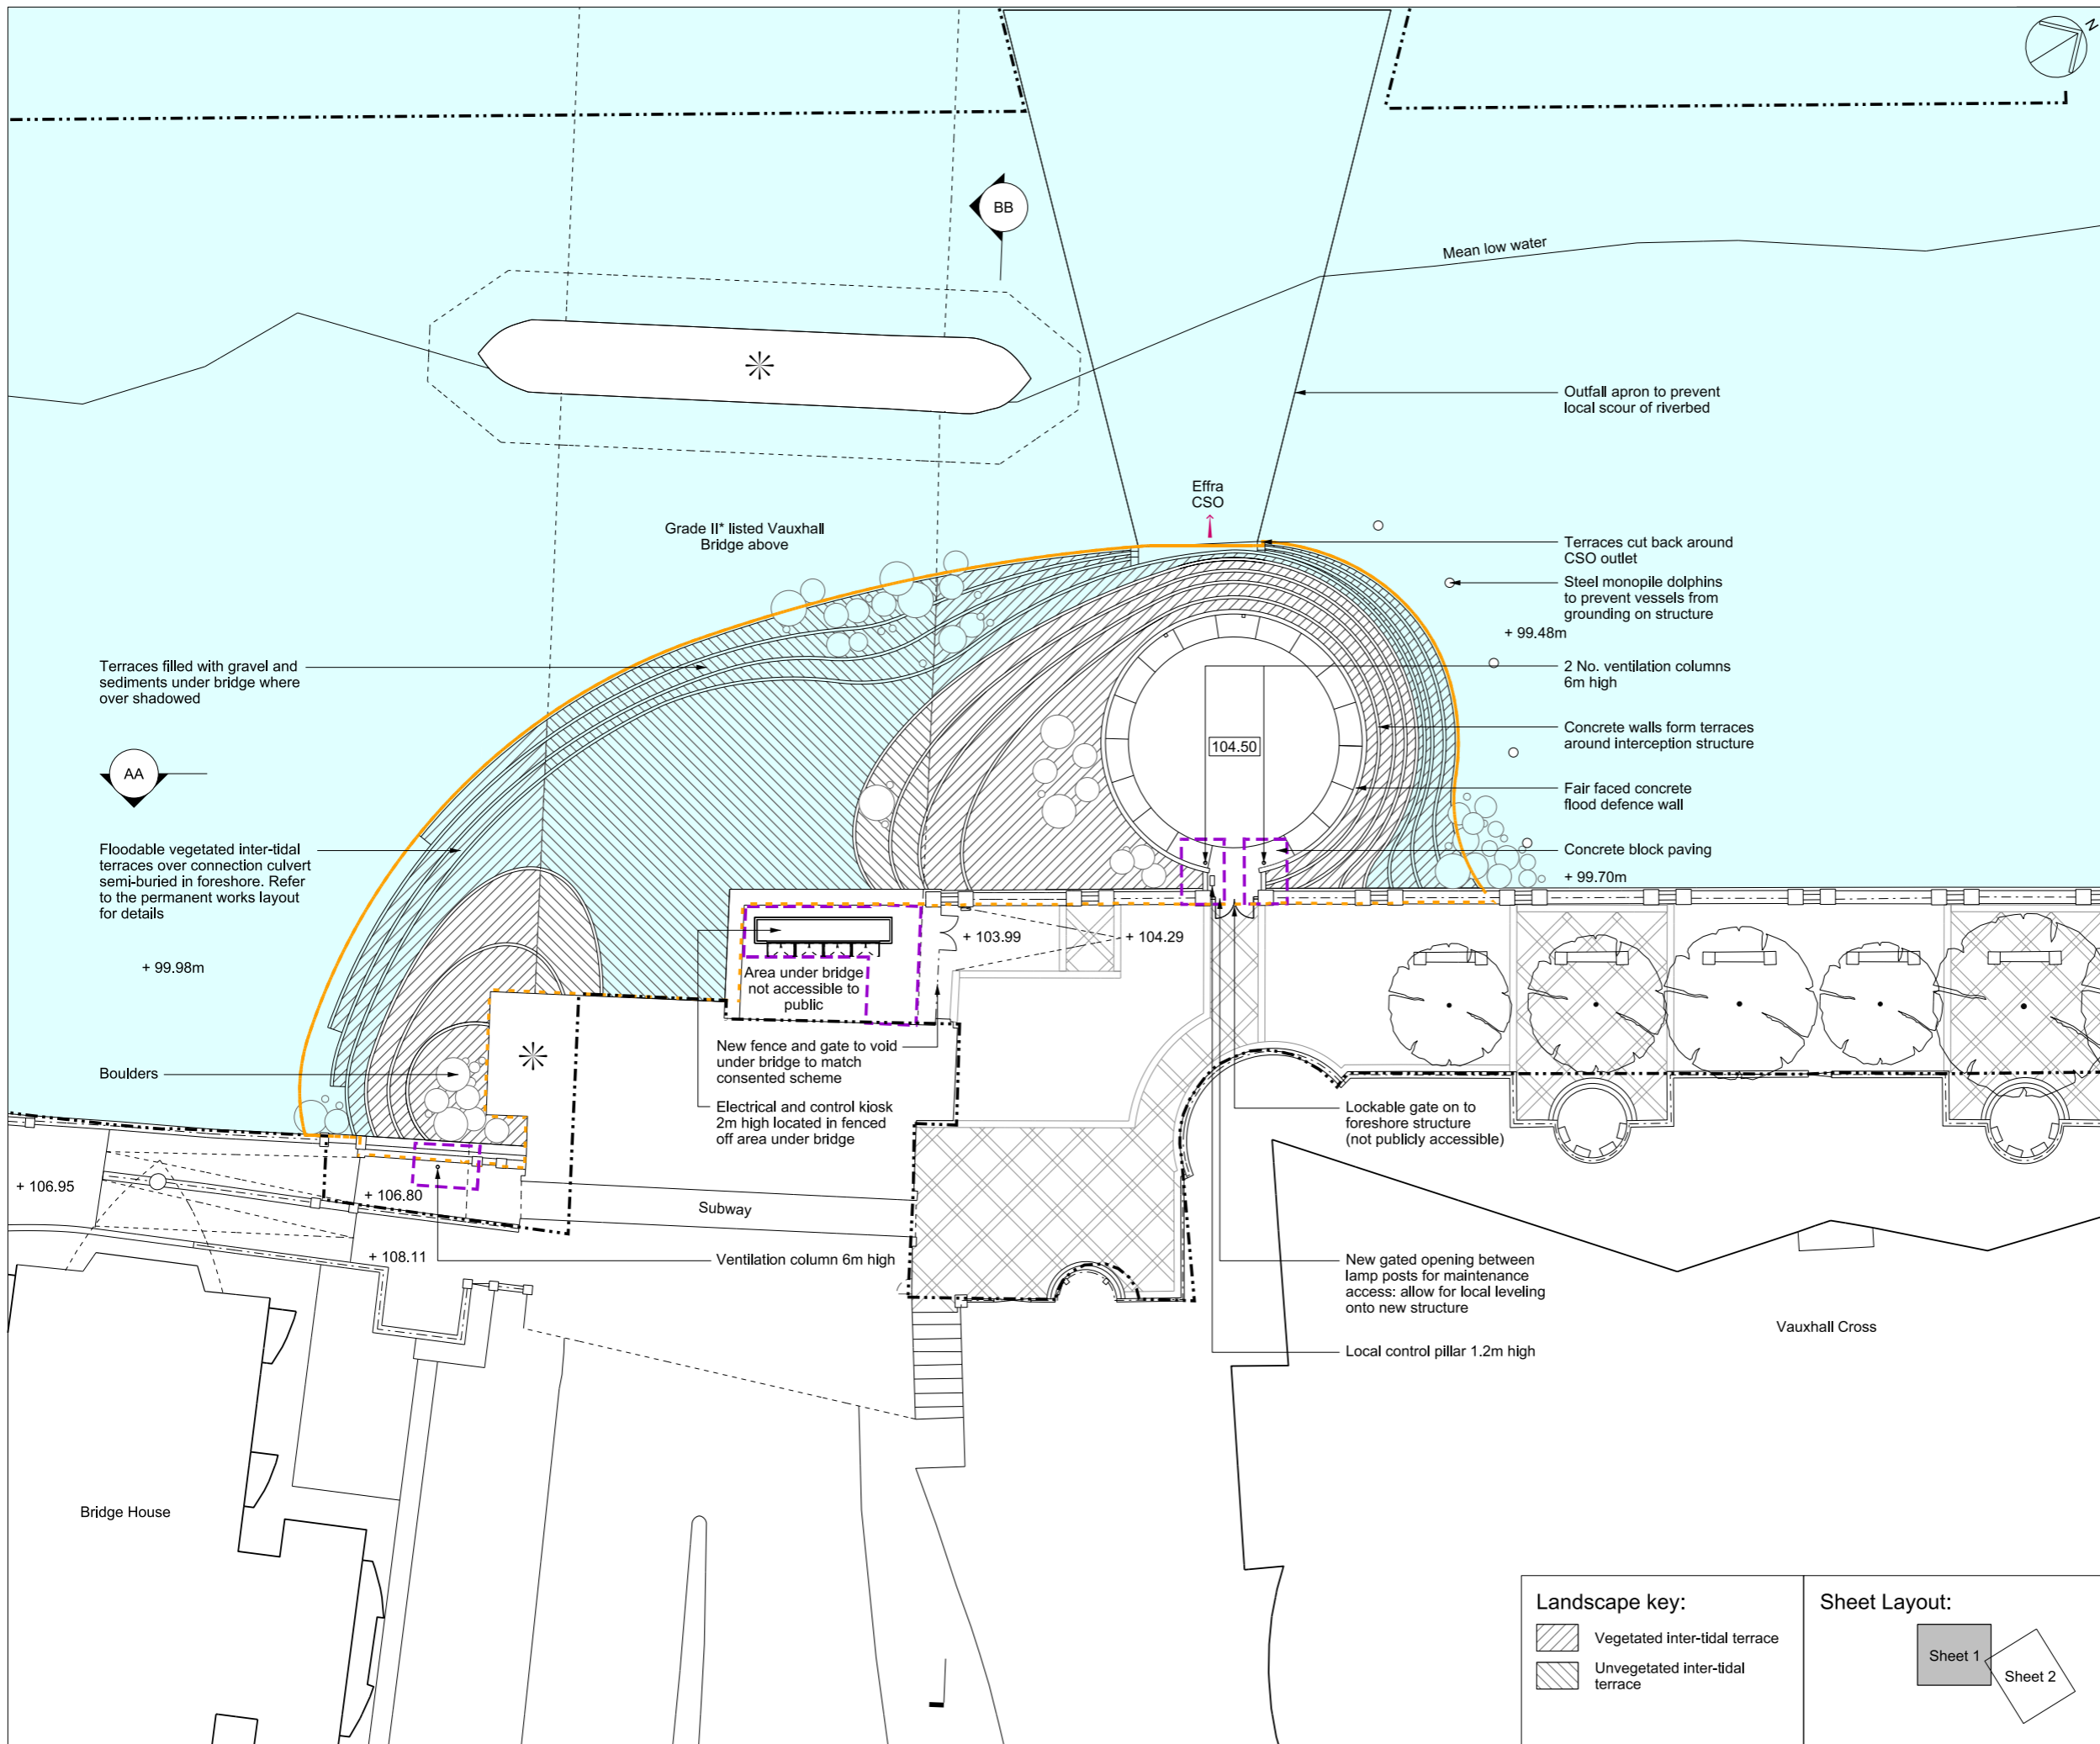 N
BB
Mean low water
Outfall apron to prevent
local scour of riverbed
Effra
CSO
Grade II* listed Vauxhall
Bridge above
Terraces cut back around
CSO outlet
Steel monopile dolphins
to prevent vessels from
grounding on structure
+ 99.48m
Terraces filled with gravel and
sediments under bridge where
over shadowed
2 No. ventilation columns
6m high
Concrete walls form terraces
around interception structure
104.50
AA
Fair faced concrete
flood defence wall
Floodable vegetated inter-tidal
terraces over connection culvert
semi-buried in foreshore. Refer
to the permanent works layout
for details
Concrete block paving
+ 99.70m
+ 99.98m
+ 103.99
+ 104.29
Area under bridge
not accessible to
public
New fence and gate to void
under bridge to match
consented scheme
Boulders
Electrical and control kiosk
2m high located in fenced
off area under bridge
Lockable gate on to
foreshore structure
(not publicly accessible)
+ 106.95
+ 106.80
Subway
+ 108.11
Ventilation column 6m high
New gated opening between
lamp posts for maintenance
access: allow for local leveling
onto new structure
Vauxhall Cross
Local control pillar 1.2m high
Bridge House
Landscape key:
Vegetated inter-tidal terrace
Unvegetated inter-tidal
terrace
Sheet Layout:
Sheet 1
Sheet 2